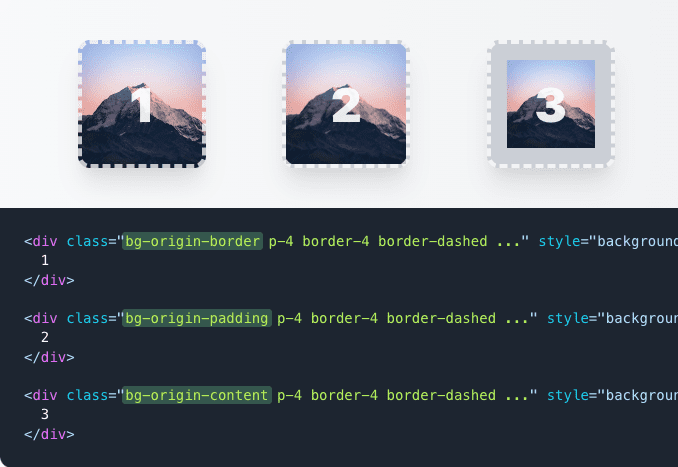 1 2 3
<div class="bg-origin-border p-4 border-4 border-dashed ..." style="background
1
</div>
<div class="bg-origin-padding p-4 border-4 border-dashed ..." style="backgroun
2
</div>
<div class="bg-origin-content p-4 border-4 border-dashed ..." style="backgroun
3
</div>